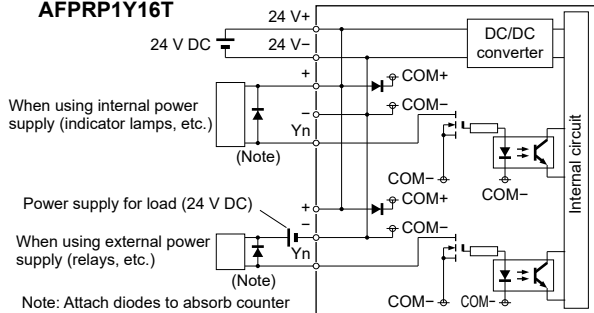 AFPRP1Y16T
24 V+
24 V DC
24 V−
DC/DC
converter
+
COM+
When using internal power
supply (indicator lamps, etc.)
−
COM−
Yn
(Note)
COM−
COM−
Internal circuit
Power supply for load (24 V DC)
+
COM+
−
COM−
When using external power
supply (relays, etc.)
Yn
(Note)
COM−
COM−
Note: Attach diodes to absorb counter